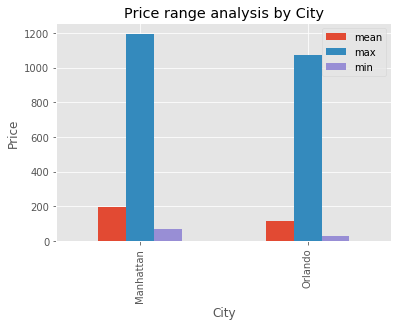 Price range analysis by City
mean
max
min
1200
1000
800
600
400
200
0
Price
Manhattan
Orlando
City